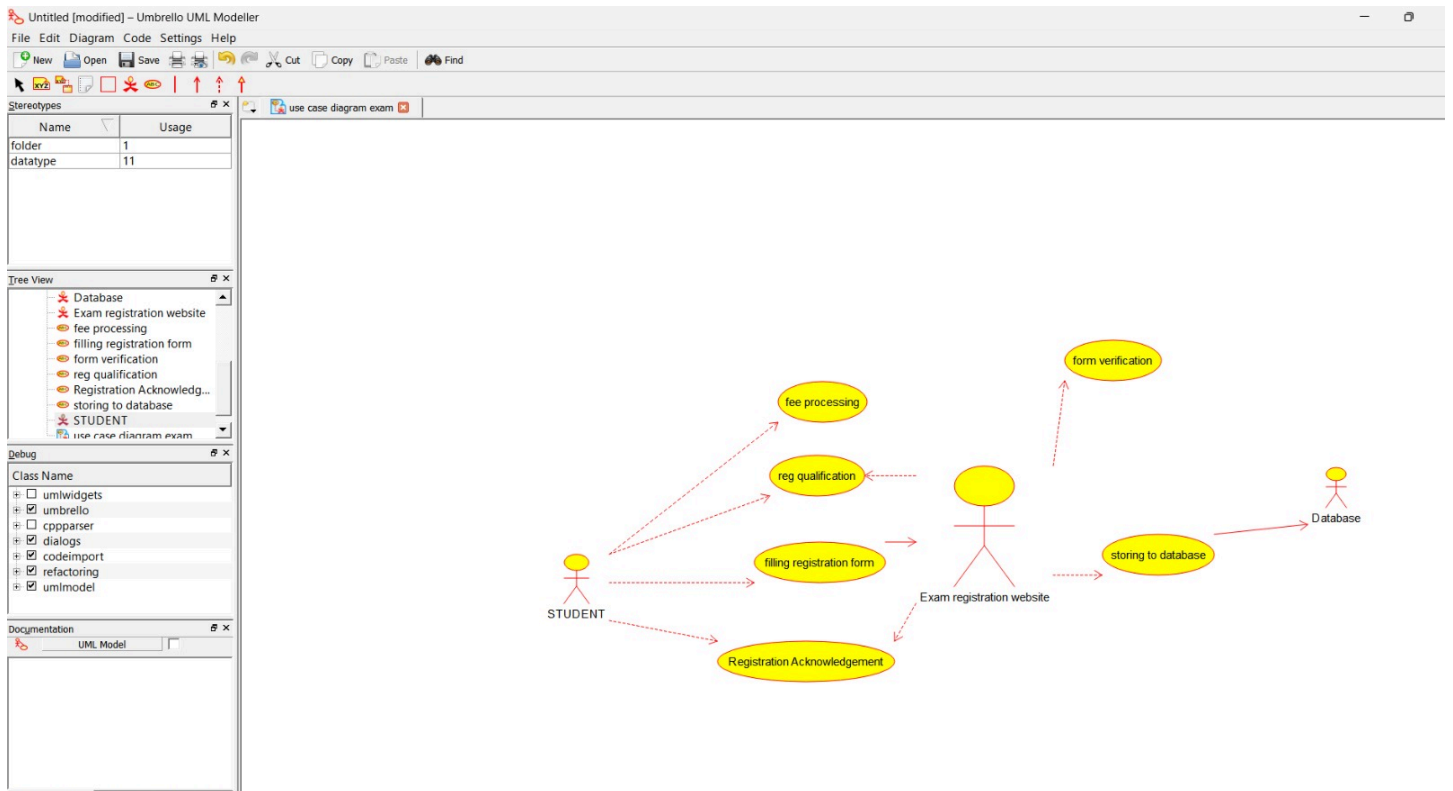 Untitled [modified] – Umbrello UML Modeller
File Edit Diagram Code Settings Help
New Open Save Cut Copy Paste Find
XYZ ABC
Stereotypes
use case diagram exam
Name Usage
folder 1
datatype 11
Tree View
Database
Exam registration website
fee processing
filling registration form
form verification
reg qualification
Registration Acknowledg...
storing to database
STUDENT
use case diagram exam
Debug
Class Name
umlwidgets
umbrello
cppparser
dialogs
codeimport
refactoring
umlmodel
Documentation
UML Model
form verification
fee processing
reg qualification
Database
storing to database
filling registration form
Exam registration website
STUDENT
Registration Acknowledgement